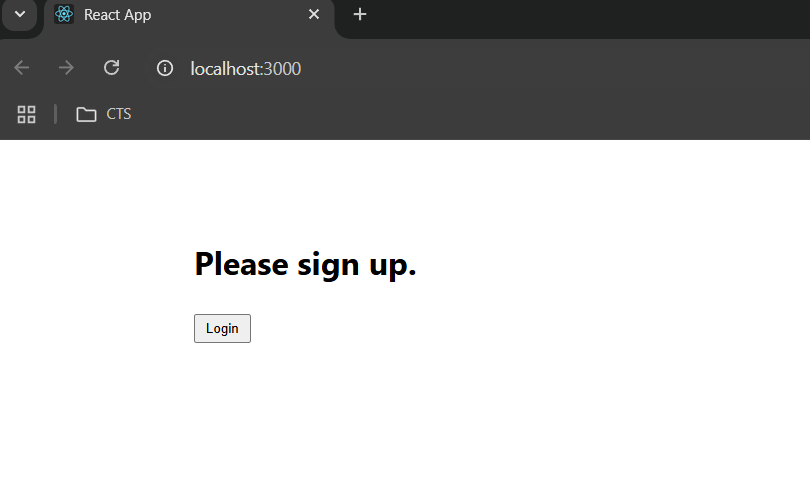 React App
localhost:3000
CTS
Please sign up.
Login